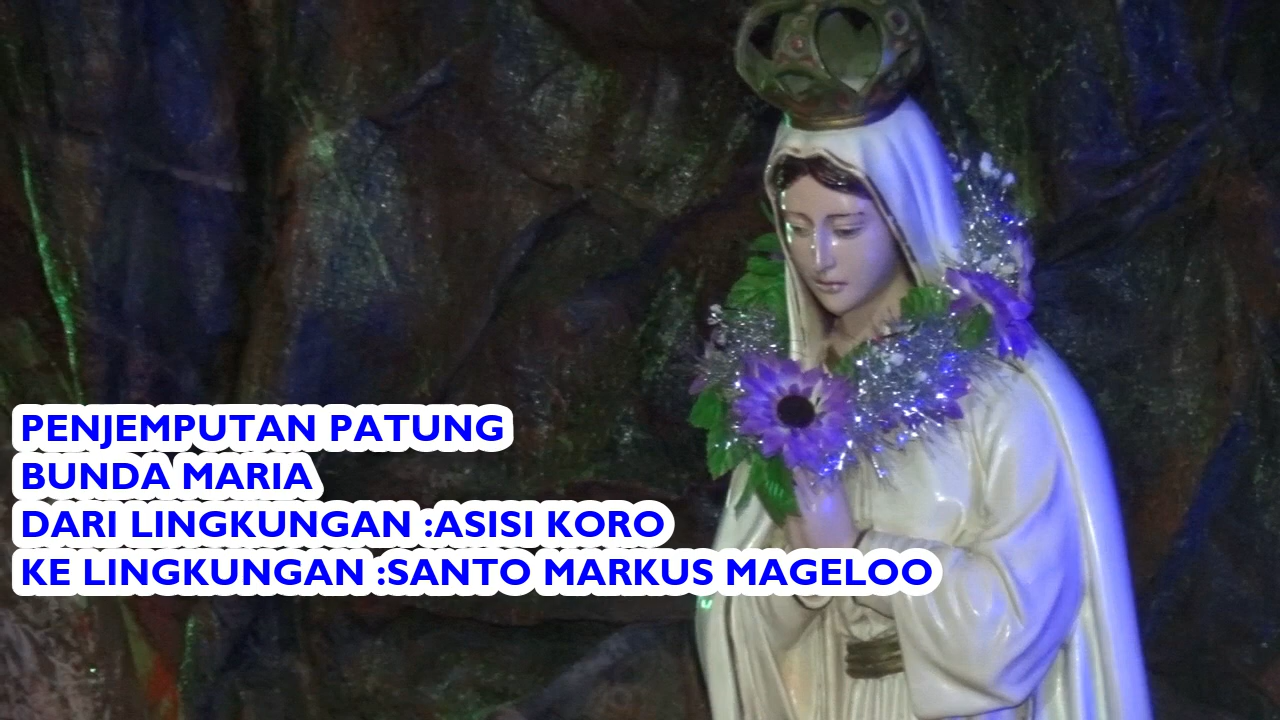 PENJEMPUTAN PATUNG
BUNDA MARIA
DARI LINGKUNGAN :ASISI KORO
KE LINGKUNGAN :SANTO MARKUS MAGELOO